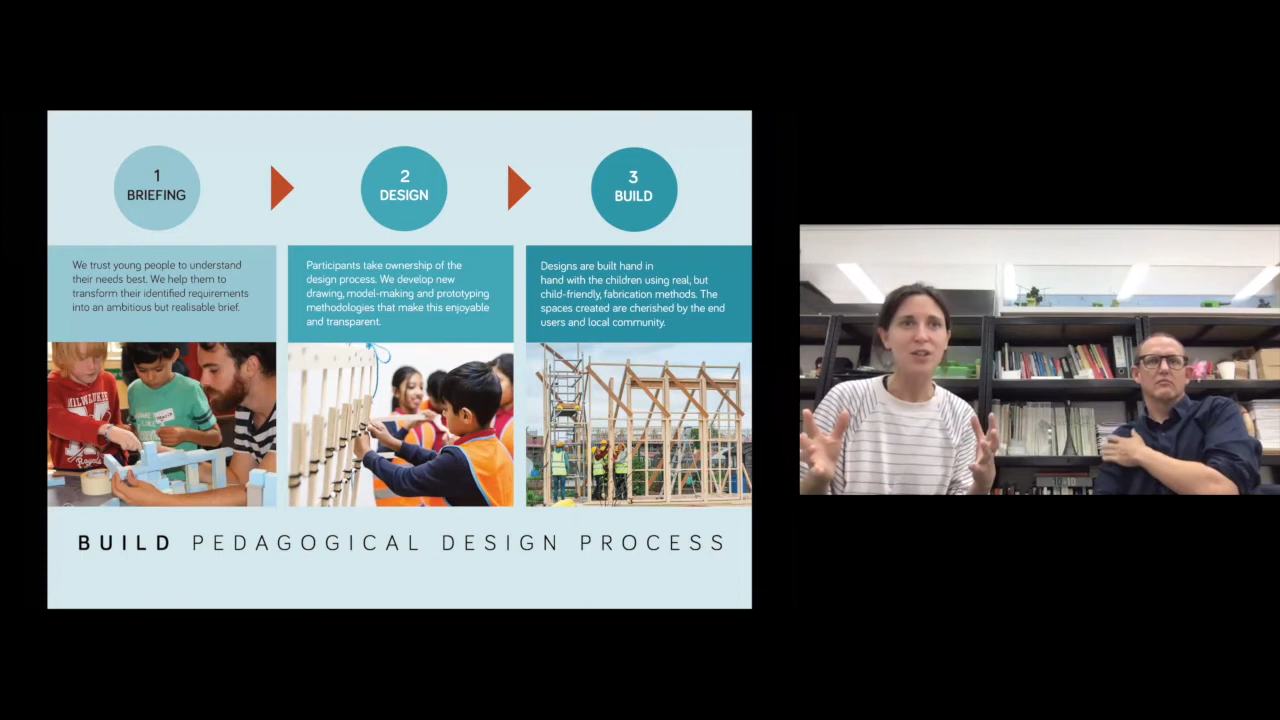 1
BRIEFING
2
DESIGN
3
BUILD
We trust young people to understand
their needs best. We help them to
transform their identified requirements
into an ambitious but realisable brief.
Participants take ownership of the
design process. We develop new
drawing, model-making and prototyping
methodologies that make this enjoyable
and transparent.
Designs are built hand in
hand with the children using real, but
child-friendly, fabrication methods. The
spaces created are cherished by the end
users and local community.
MILWUKIE
Royals
BUILD PEDAGOGICAL DESIGN PROCESS